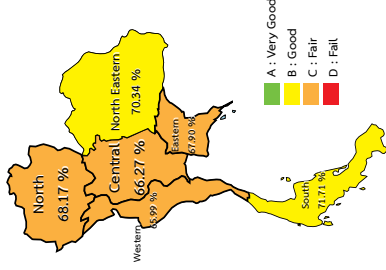 North
68.17 %
North Eastern
70.34 %
Central
66.27 %
Eastern
67.90 %
Western
65.99 %
South
71.71 %
A : Very Good
B : Good
C : Fair
D : Fail